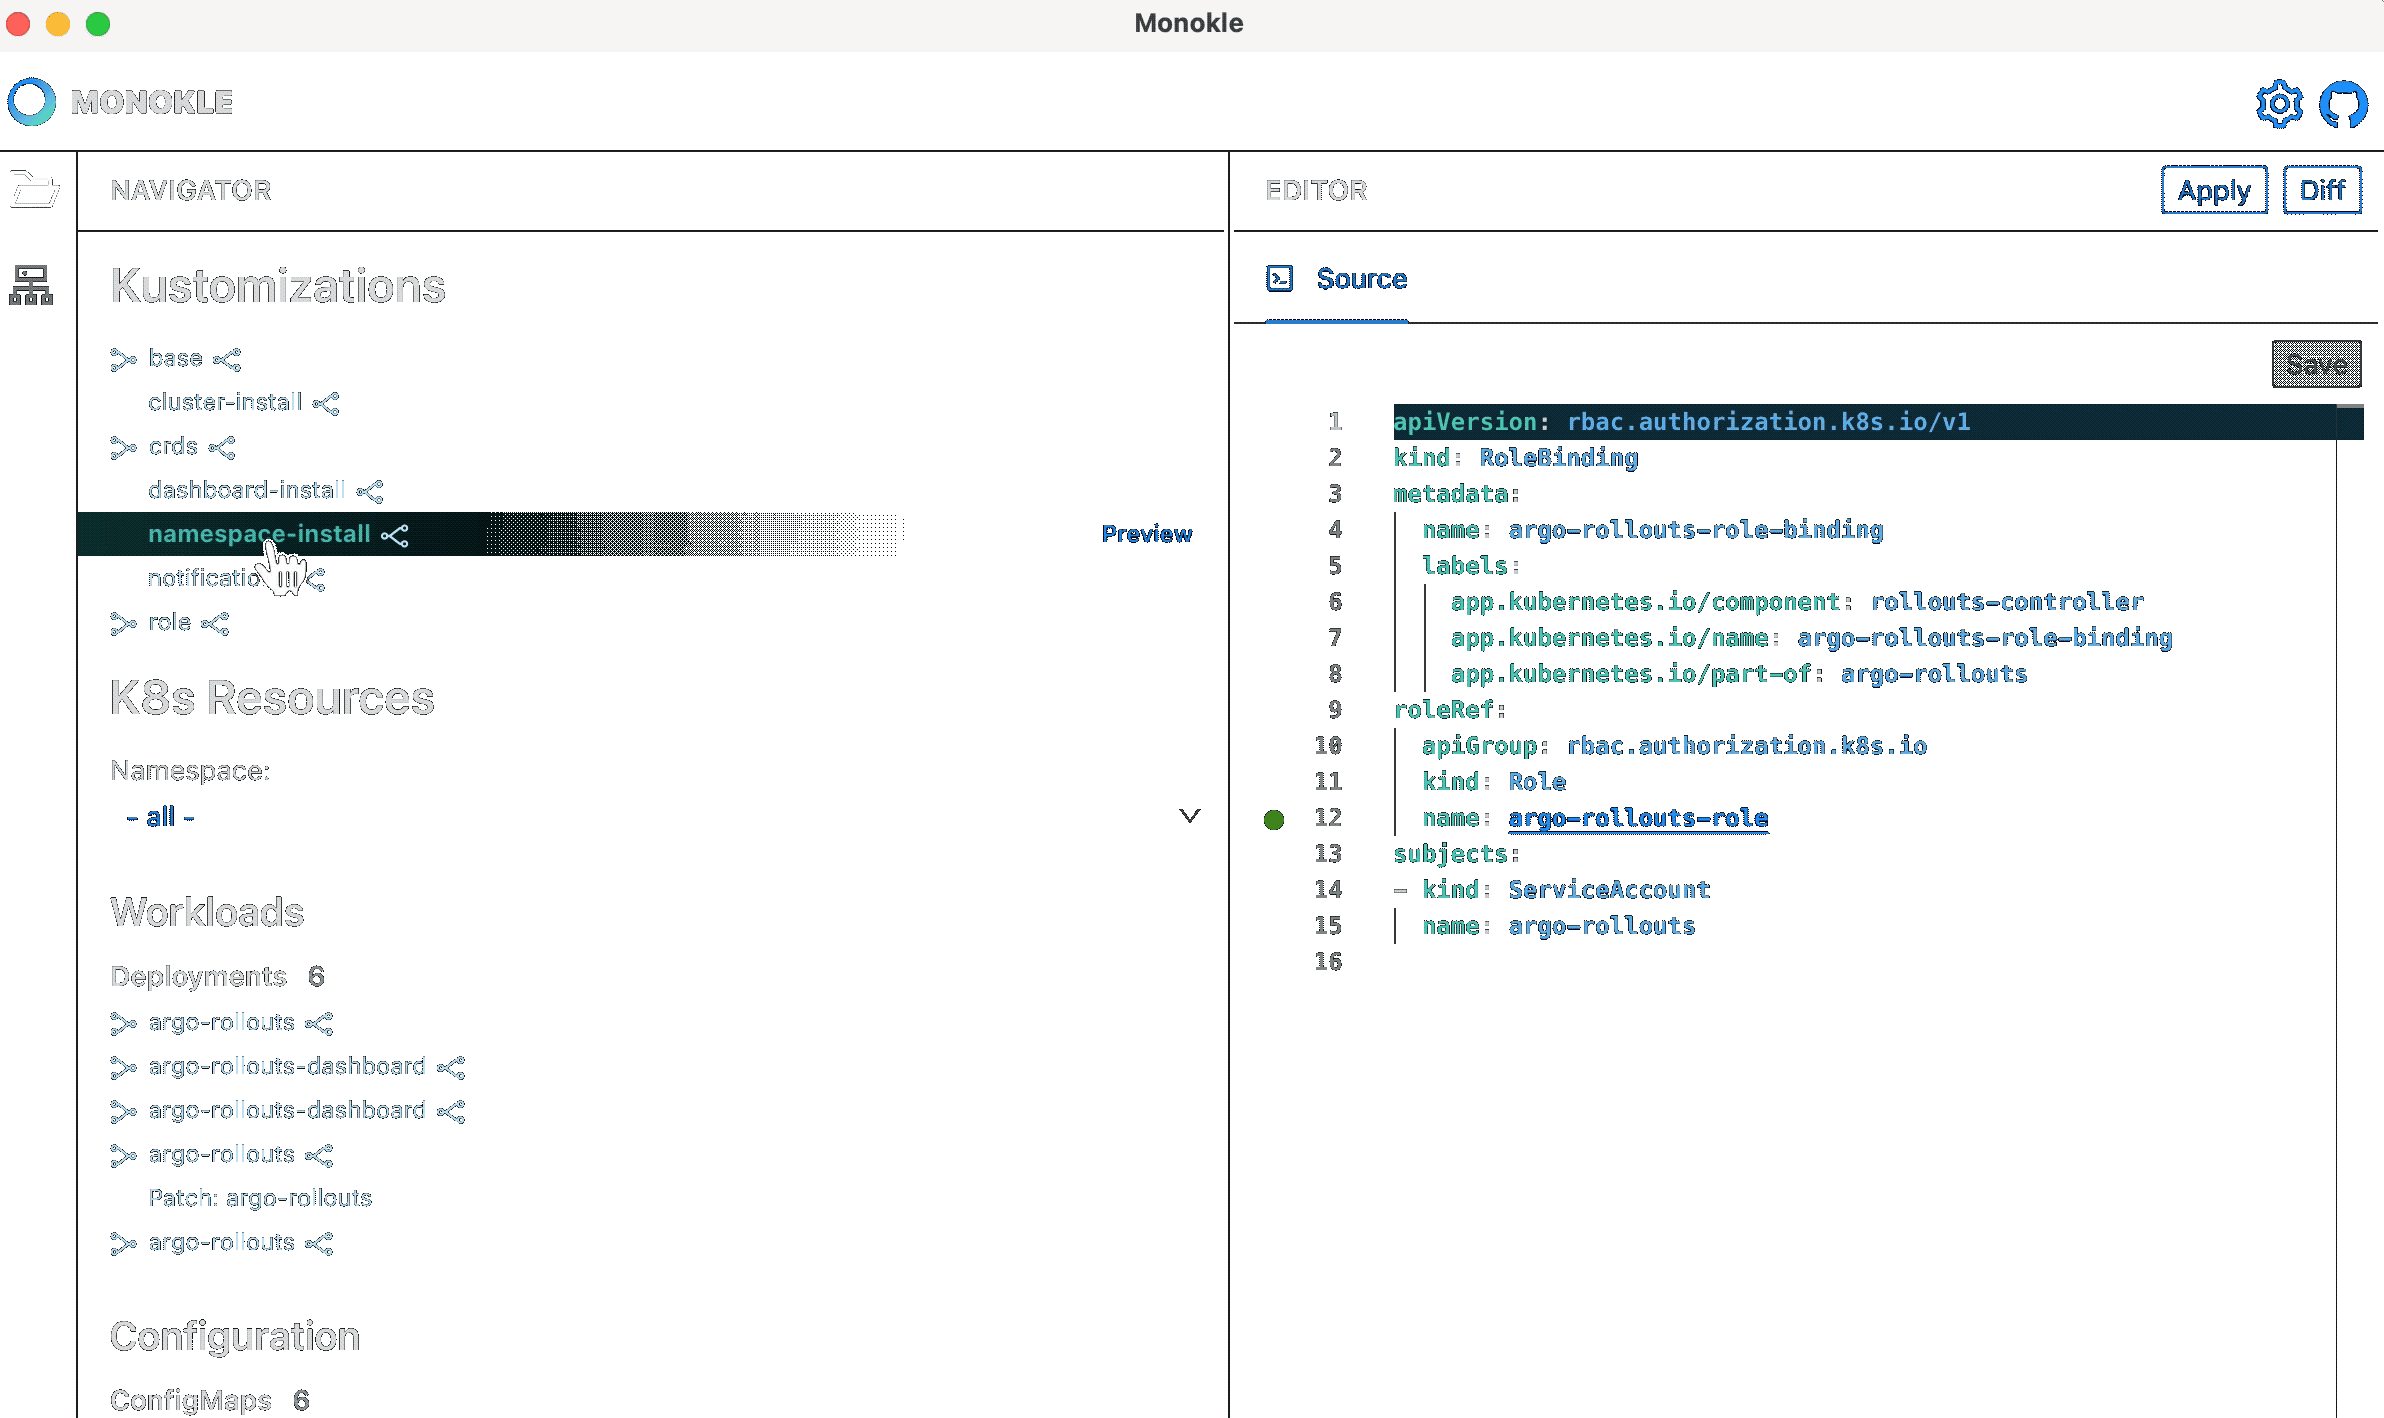 Monokle
MONOKLE
NAVIGATOR
Kustomizations
base
cluster-install
crds
dashboard-install
namespace-install Preview
role
K8s Resources
Namespace:
- all -
Workloads
Deployments 6
argo-rollouts
argo-rollouts-dashboard
argo-rollouts-dashboard
argo-rollouts
Patch: argo-rollouts
argo-rollouts
Configuration
ConfigMaps 6
EDITOR Apply Diff
Source
Save
1 apiVersion: rbac.authorization.k8s.io/v1
2 kind: RoleBinding
3 metadata:
4 name: argo-rollouts-role-binding
5 labels:
6 app.kubernetes.io/component: rollouts-controller
7 app.kubernetes.io/name: argo-rollouts-role-binding
8 app.kubernetes.io/part-of: argo-rollouts
9 roleRef:
10 apiGroup: rbac.authorization.k8s.io
11 kind: Role
12 name: argo-rollouts-role
13 subjects:
14 - kind: ServiceAccount
15 name: argo-rollouts
16